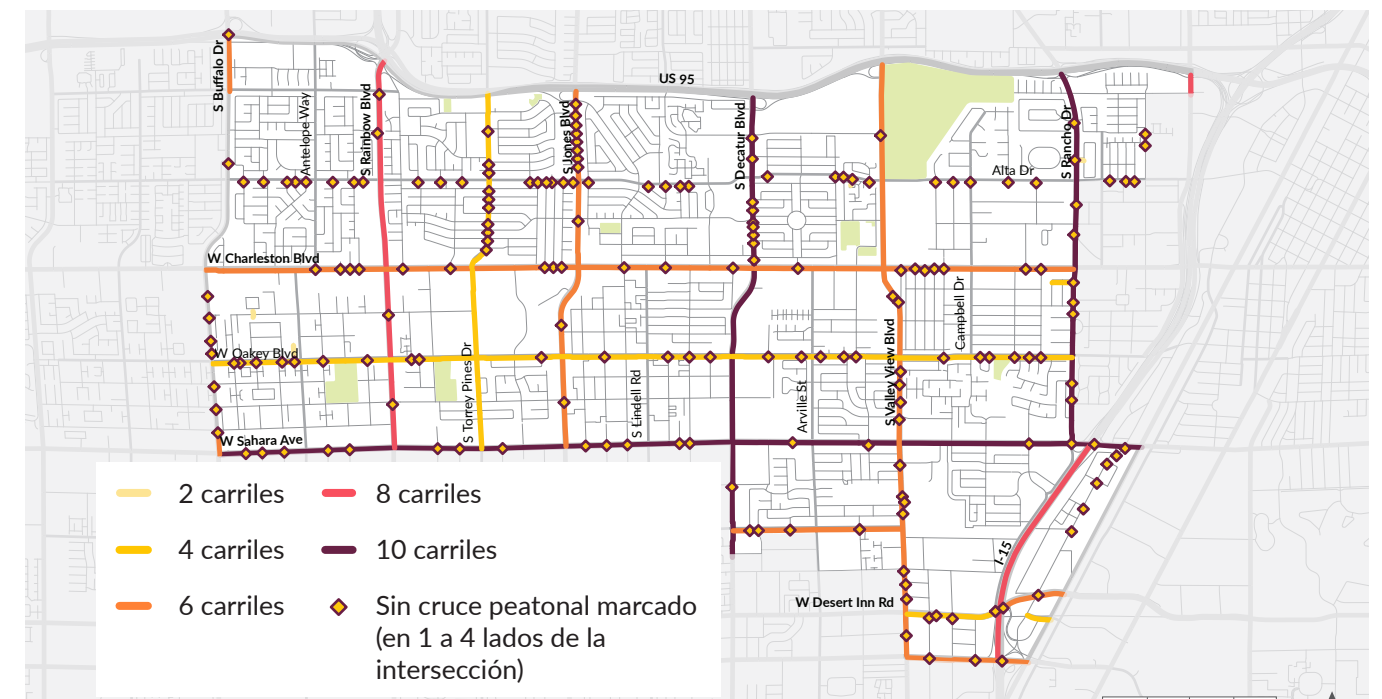 US 95
S Buffalo Dr
Antelope Way
S Rainbow Blvd
S Jones Blvd
S Decatur Blvd
S Rancho Dr
Alta Dr
W Charleston Blvd
Campbell Dr
W Oakey Blvd
S Torrey Pines Dr
S Lindell Rd
Arville St
S Valley View Blvd
W Sahara Ave
I-15
W Desert Inn Rd
2 carriles
8 carriles
4 carriles
10 carriles
6 carriles
Sin cruce peatonal marcado
(en 1 a 4 lados de la
intersección)